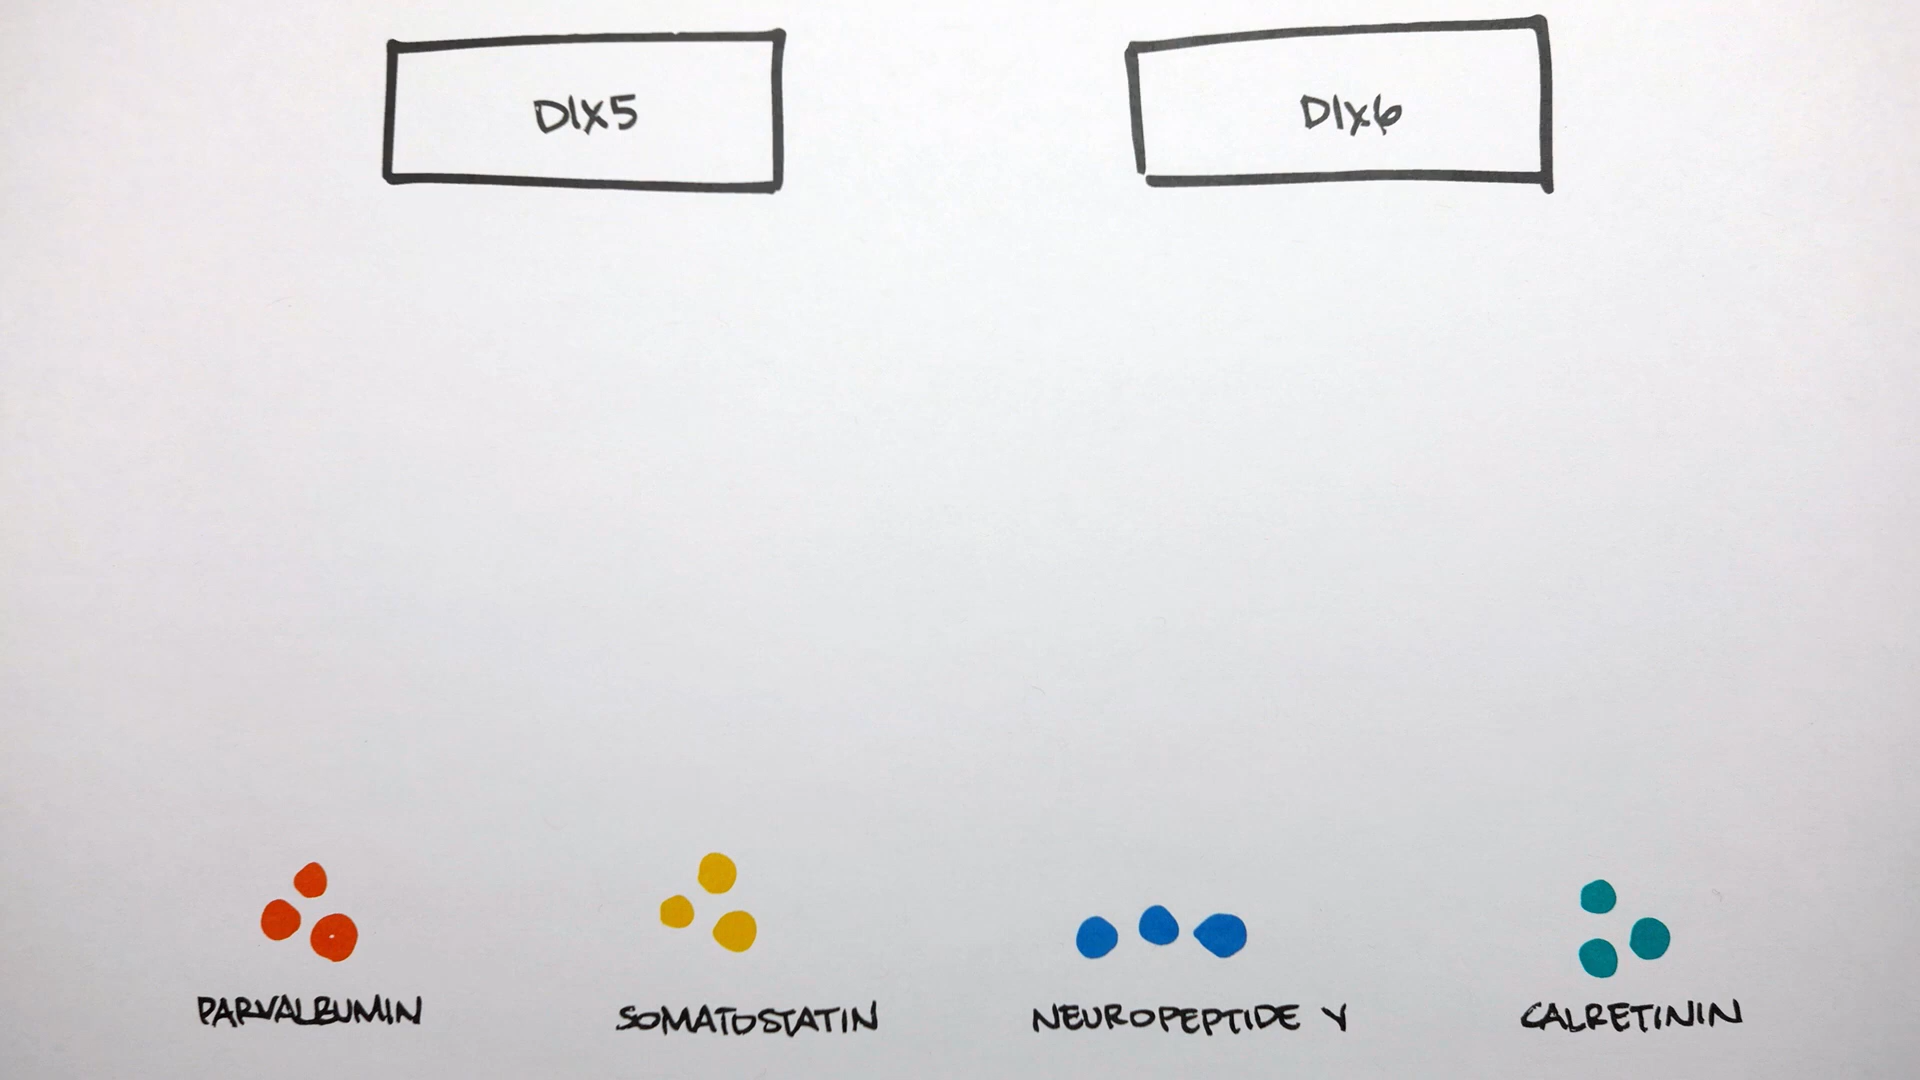 Dlx5
Dlx6
PARVALBUMIN
SOMATOSTATIN
NEUROPEPTIDE Y
CALRETININ